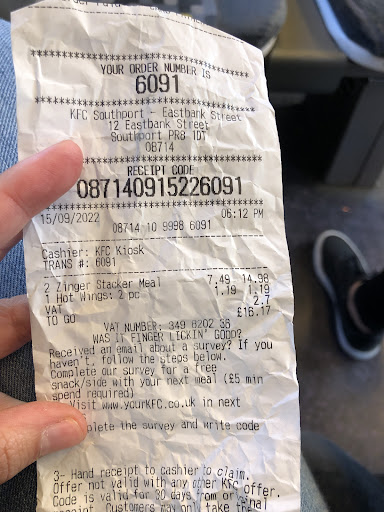 YOUR ORDER NUMBER IS
6091
KFC Southport - Eastbank Street
12 Eastbank Street
Southport PR8 1DT
08714
RECEIPT CODE
087140915226091
15/09/2022 06:12 PM
08714 10 9998 6091
Cashier: KFC Kiosk
TRANS #: 6091
2 Zinger Stacker Meal 7.49 14.98
1 Hot Wings: 2 pc 1.19 1.19
VAT 2.7
TO GO £16.17
VAT NUMBER: 349 8202 36
WAS IT FINGER LICKIN' GOOD?
Received an email about a survey? If you
haven't, follow the steps below.
Complete our survey for a free
snack/side with your next meal (£5 min
spend required)
Visit www.yourKFC.co.uk in next
plete the survey and write code
3- Hand receipt to cashier to claim.
Offer not valid with any other KFC offer.
Code is valid for 30 days from original
Customers may only take the